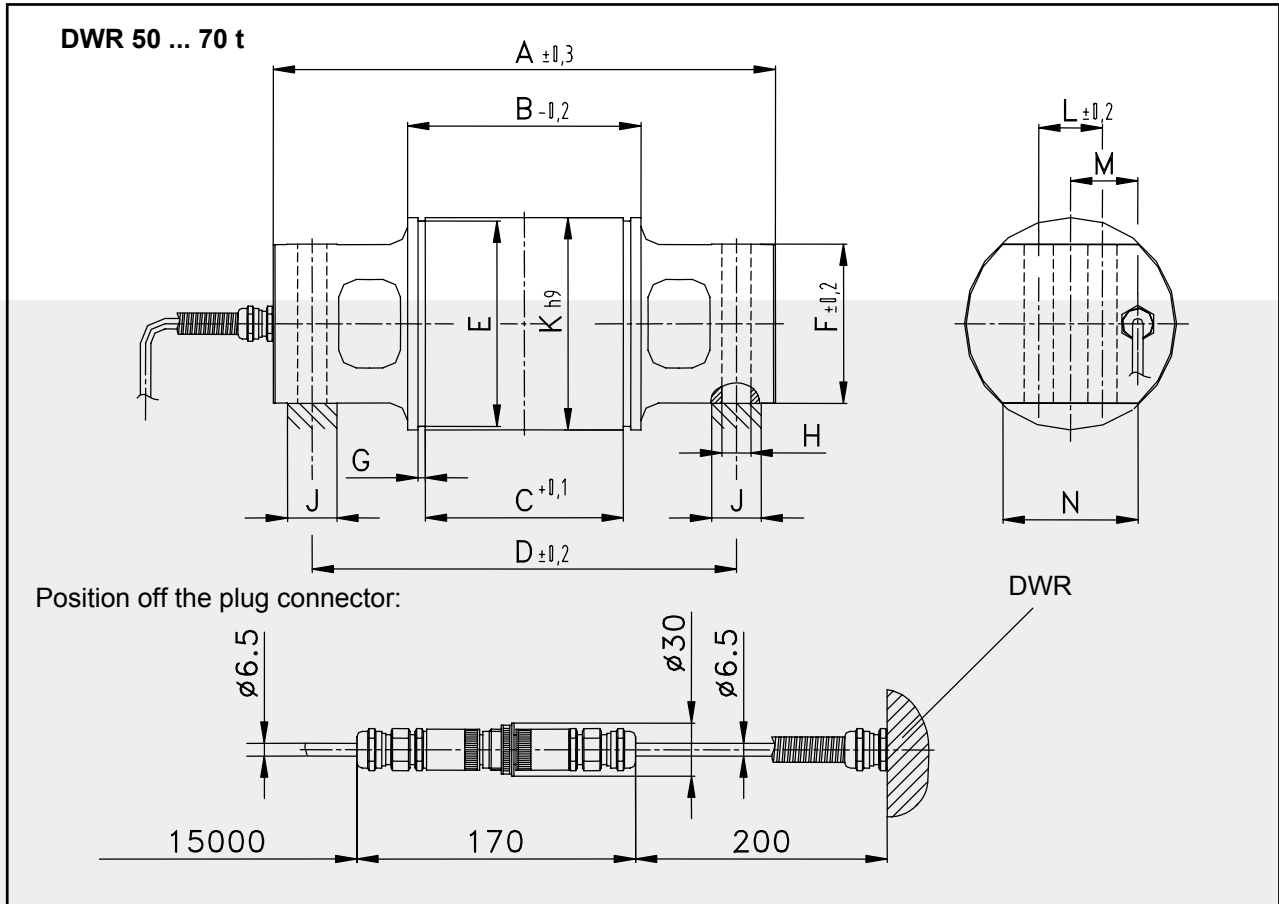 DWR 50 ... 70 t
A ±0,3
B -0,2
L ±0,2
M
E
K h9
F ±0,2
G
H
J
C +0,1
J
N
D ±0,2
Position off the plug connector:
DWR
ø6.5
ø30
ø6.5
15000
170
200